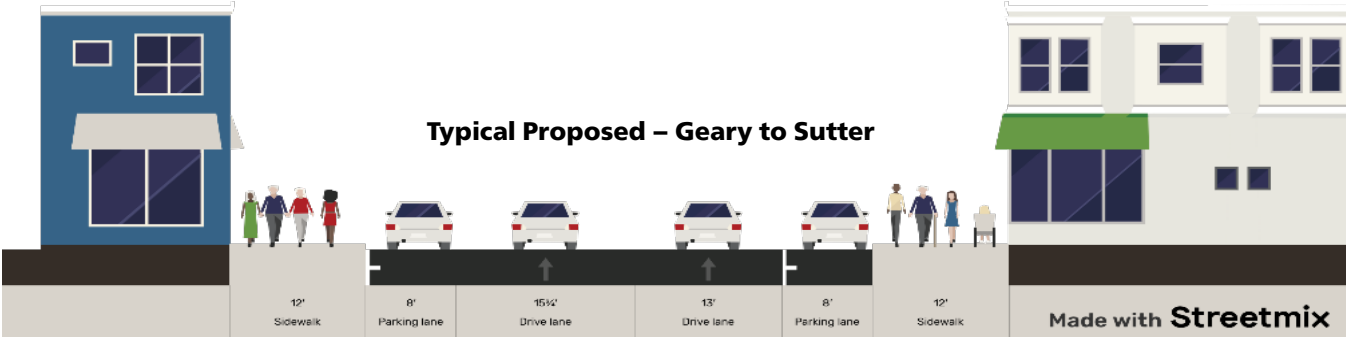 Typical Proposed – Geary to Sutter
12'
Sidewalk
8'
Parking lane
15¾'
Drive lane
13'
Drive lane
8'
Parking lane
12'
Sidewalk
Made with Streetmix